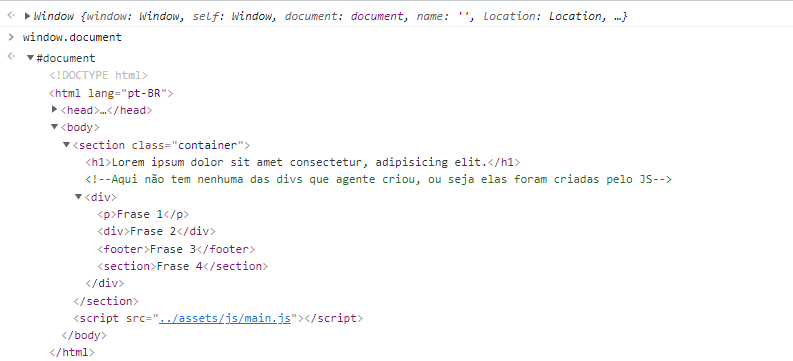 Window {window: Window, self: Window, document: document, name: '', location: Location, …}
window.document
#document
<!DOCTYPE html>
<html lang="pt-BR">
<head>…</head>
<body>
<section class="container">
<h1>Lorem ipsum dolor sit amet consectetur, adipisicing elit.</h1>
<!--Aqui não tem nenhuma das divs que agente criou, ou seja elas foram criadas pelo JS-->
<div>
<p>Frase 1</p>
<div>Frase 2</div>
<footer>Frase 3</footer>
<section>Frase 4</section>
</div>
</section>
<script src="../assets/js/main.js"></script>
</body>
</html>